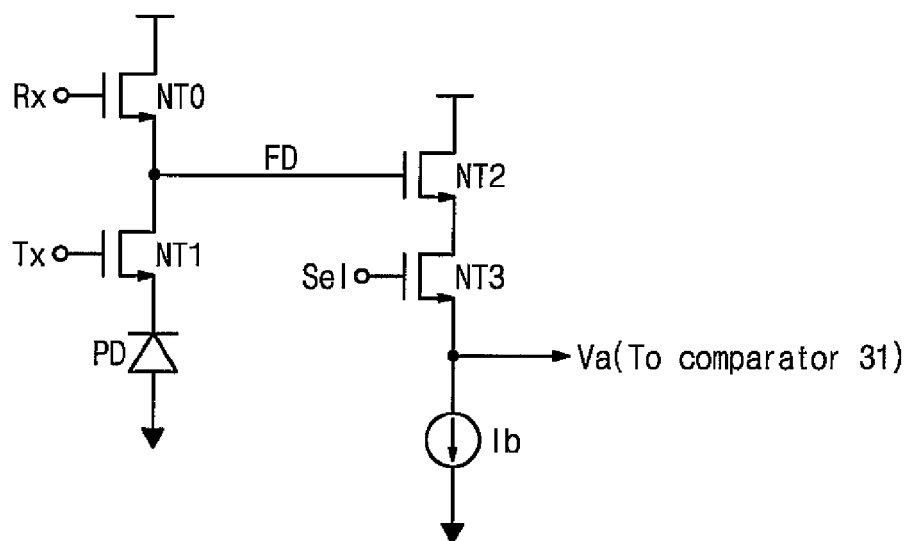 Rx
NT0
FD
NT2
Tx
NT1
Sel
NT3
PD
Va(To comparator 31)
Ib